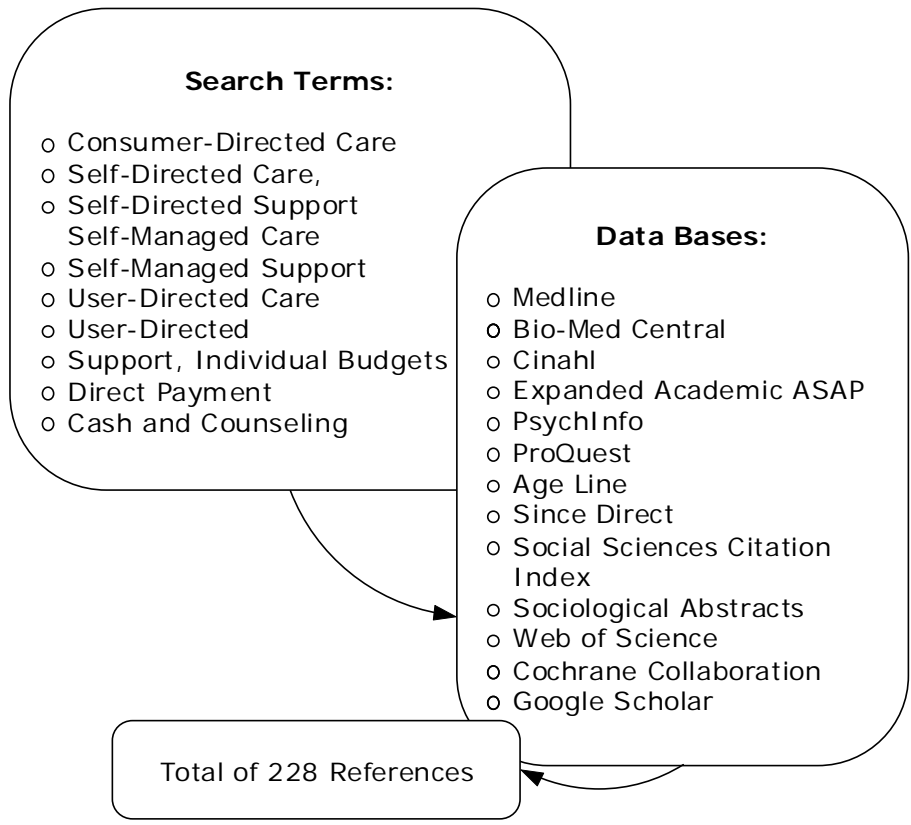 Search Terms:
o Consumer-Directed Care
o Self-Directed Care,
o Self-Directed Support
Self-Managed Care
o Self-Managed Support
o User-Directed Care
o User-Directed
o Support, Individual Budgets
o Direct Payment
o Cash and Counseling
Data Bases:
o Medline
o Bio-Med Central
o Cinahl
o Expanded Academic ASAP
o PsychInfo
o ProQuest
o Age Line
o Since Direct
o Social Sciences Citation
Index
o Sociological Abstracts
o Web of Science
o Cochrane Collaboration
o Google Scholar
Total of 228 References